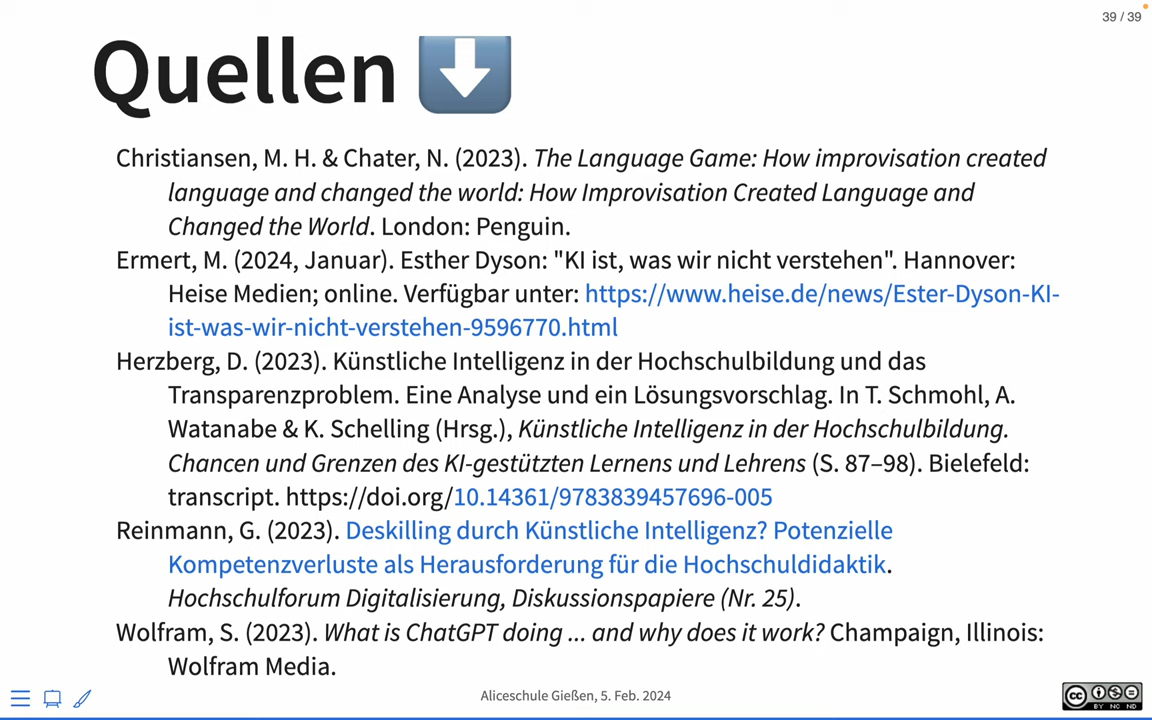 39 / 39
Quellen
Christiansen, M. H. & Chater, N. (2023). The Language Game: How improvisation created
language and changed the world: How Improvisation Created Language and
Changed the World. London: Penguin.
Ermert, M. (2024, Januar). Esther Dyson: "KI ist, was wir nicht verstehen". Hannover:
Heise Medien; online. Verfügbar unter: https://www.heise.de/news/Ester-Dyson-KI-
ist-was-wir-nicht-verstehen-9596770.html
Herzberg, D. (2023). Künstliche Intelligenz in der Hochschulbildung und das
Transparenzproblem. Eine Analyse und ein Lösungsvorschlag. In T. Schmohl, A.
Watanabe & K. Schelling (Hrsg.), Künstliche Intelligenz in der Hochschulbildung.
Chancen und Grenzen des KI-gestützten Lernens und Lehrens (S. 87–98). Bielefeld:
transcript. https://doi.org/10.14361/9783839457696-005
Reinmann, G. (2023). Deskilling durch Künstliche Intelligenz? Potenzielle
Kompetenzverluste als Herausforderung für die Hochschuldidaktik.
Hochschulforum Digitalisierung, Diskussionspapiere (Nr. 25).
Wolfram, S. (2023). What is ChatGPT doing ... and why does it work? Champaign, Illinois:
Wolfram Media.
Aliceschule Gießen, 5. Feb. 2024
CC BY NC ND